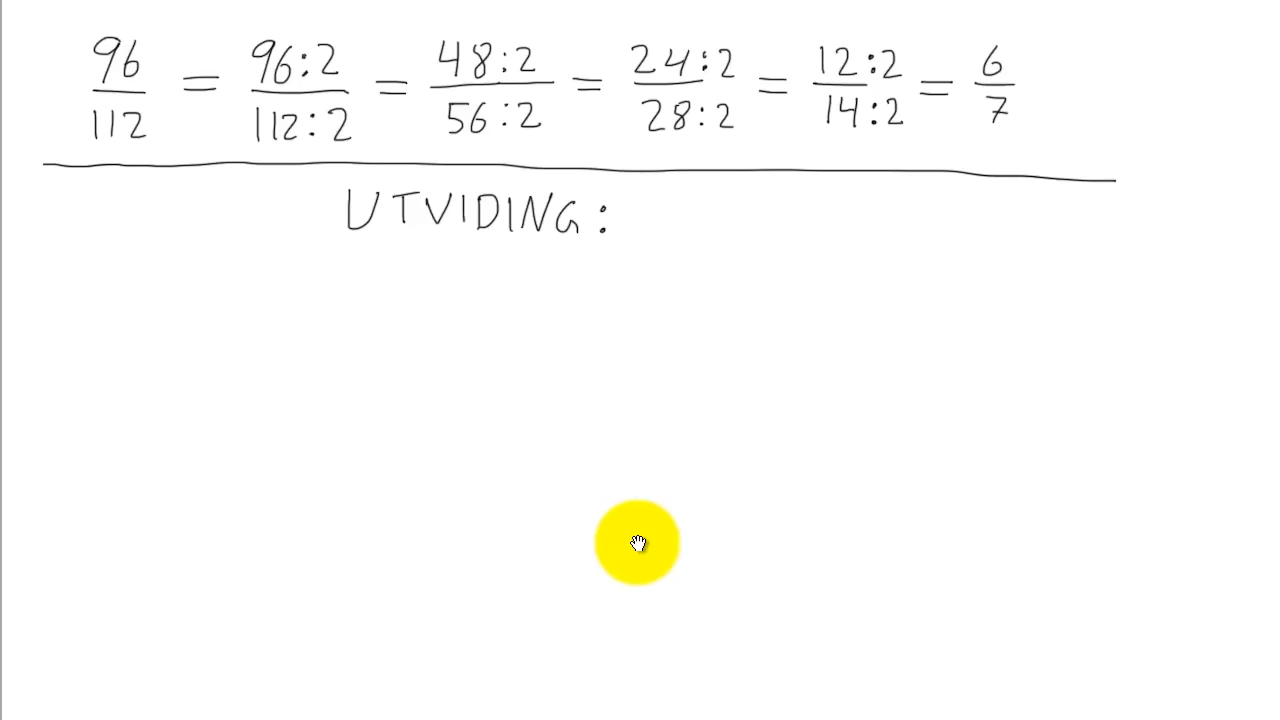 96/112 = 96:2/112:2 = 48:2/56:2 = 24:2/28:2 = 12:2/14:2 = 6/7
UTVIDING: